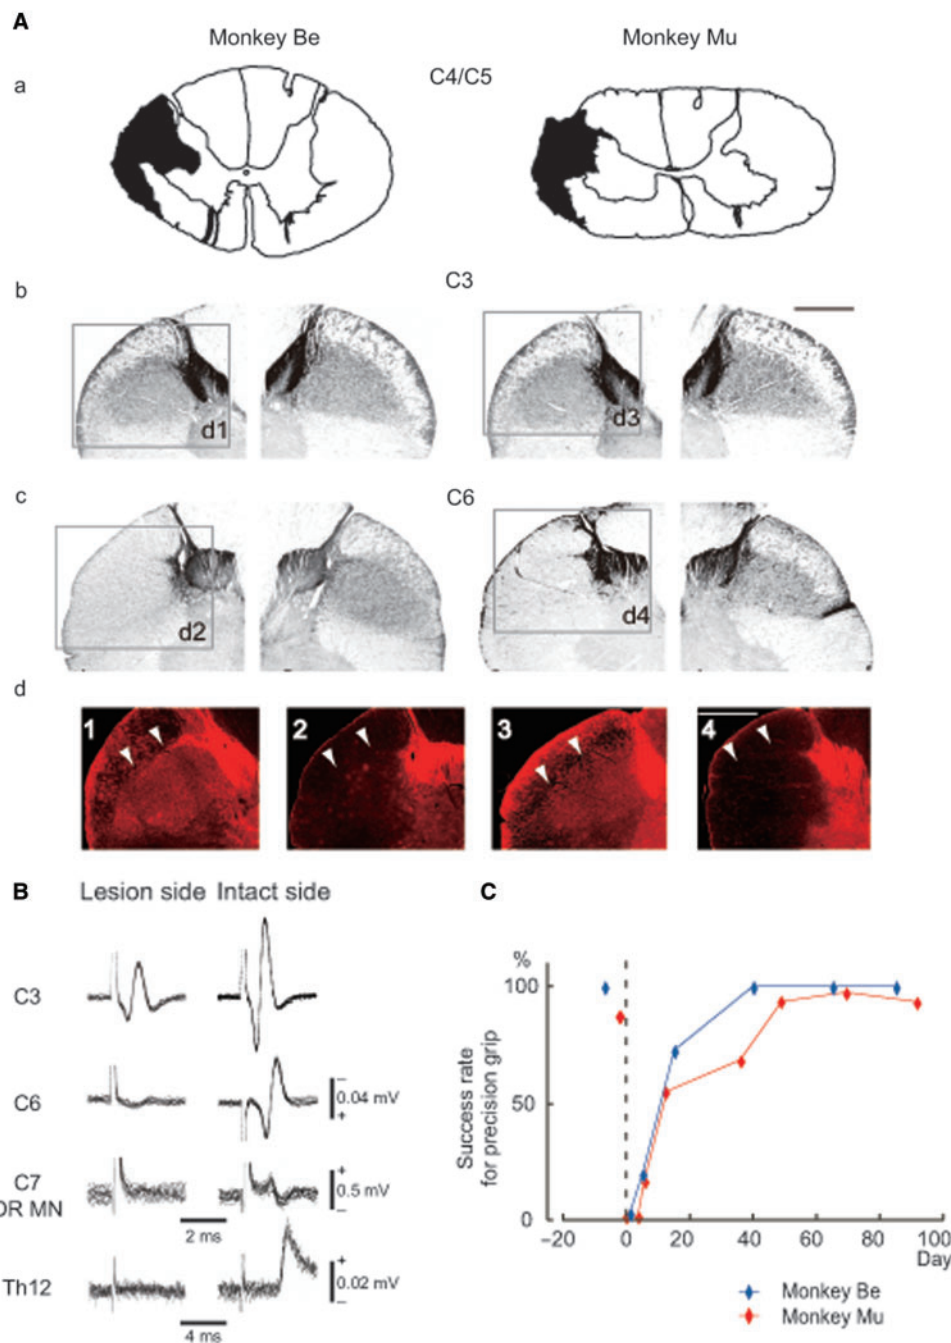 A
Monkey Be
Monkey Mu
a
C4/C5
b
C3
d1
d3
c
C6
d2
d4
d
1
2
3
4
B
Lesion side
Intact side
C3
C6
− 0.04 mV +
C7
DR MN
+ 0.5 mV −
2 ms
Th12
+ 0.02 mV −
4 ms
C
%
100
50
0
Success rate
for precision grip
−20 0 20 40 60 80 100
Day
Monkey Be
Monkey Mu